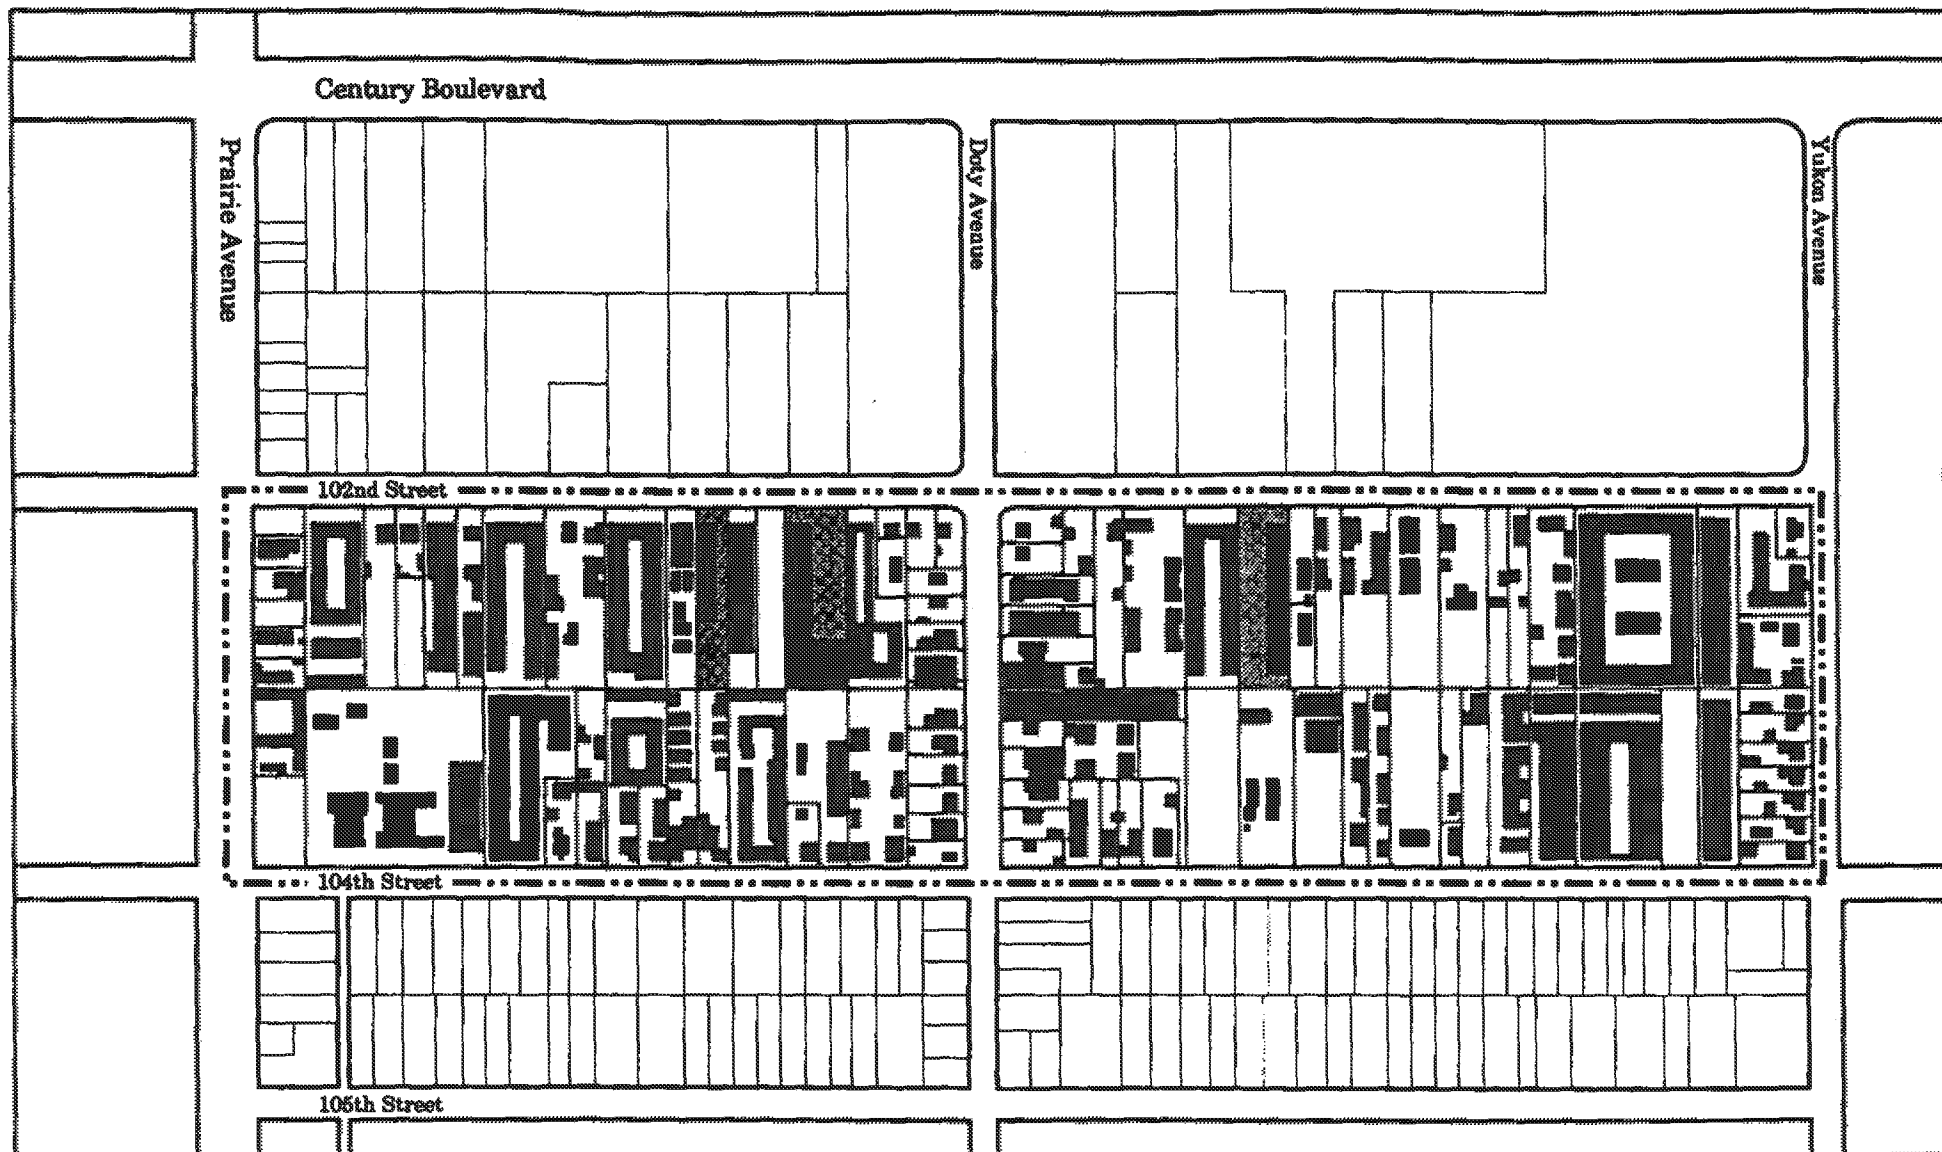 Century Boulevard
Prairie Avenue
Doty Avenue
Yukon Avenue
102nd Street
104th Street
105th Street